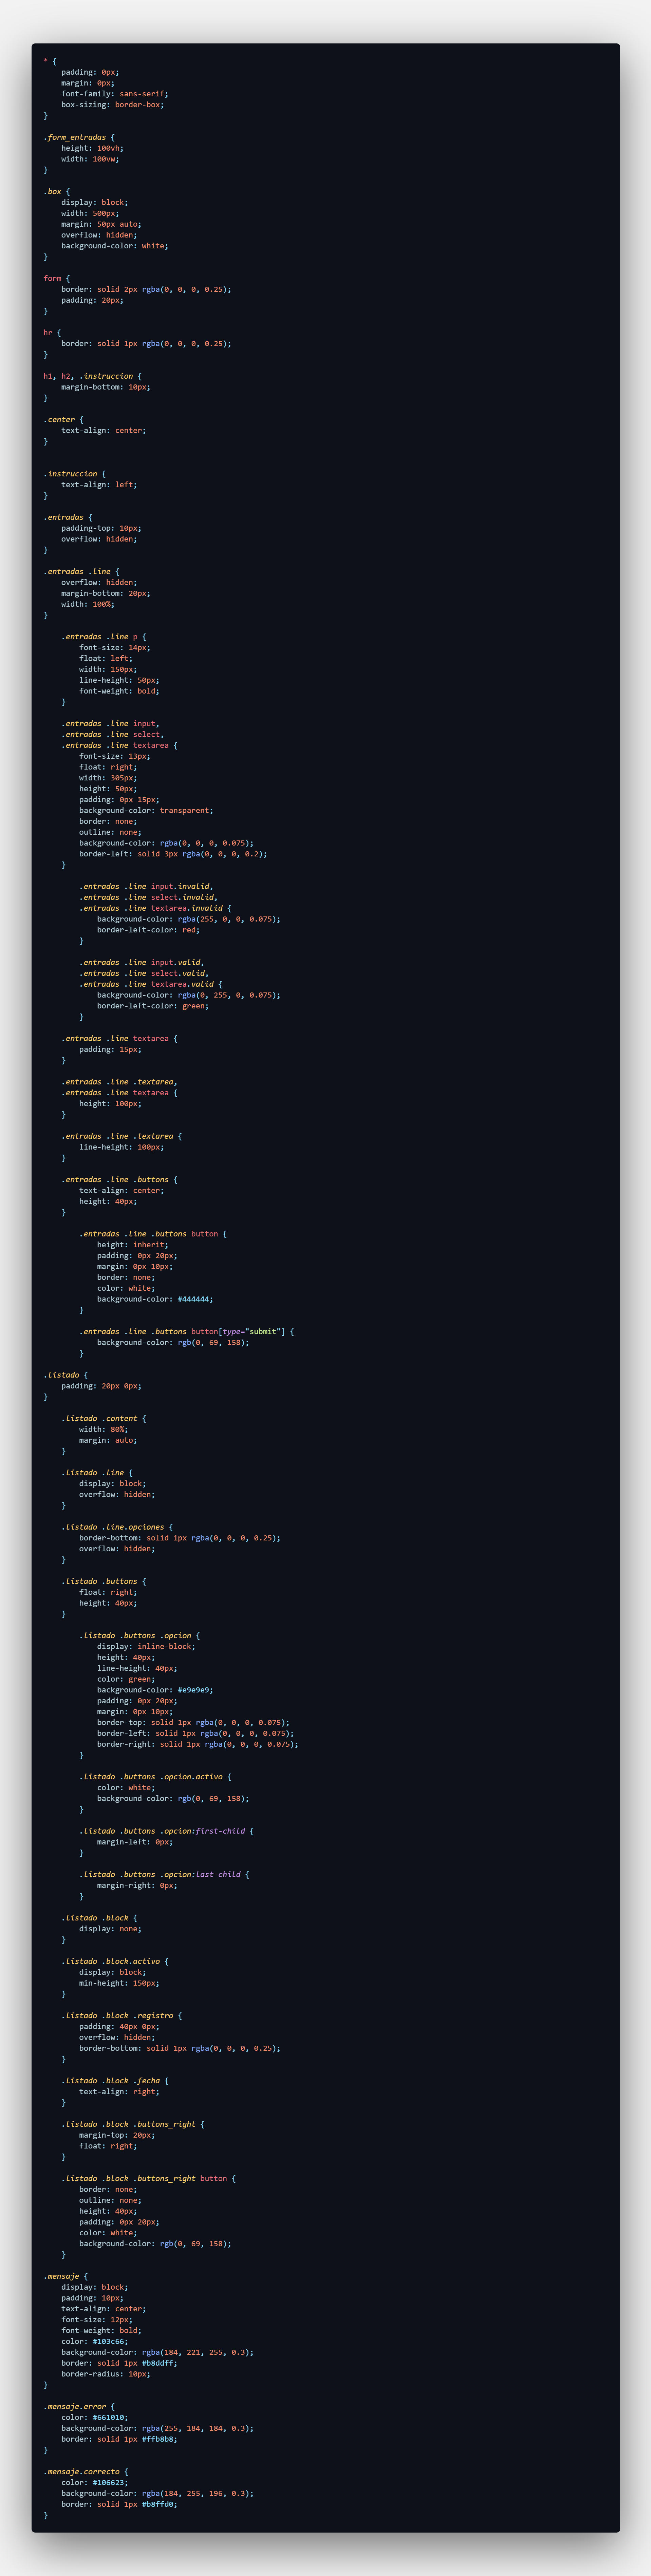 * {
    padding: 0px;
    margin: 0px;
    font-family: sans-serif;
    box-sizing: border-box;
}

.form_entradas {
    height: 100vh;
    width: 100vw;
}

.box {
    display: block;
    width: 500px;
    margin: 50px auto;
    overflow: hidden;
    background-color: white;
}

form {
    border: solid 2px rgba(0, 0, 0, 0.25);
    padding: 20px;
}

hr {
    border: solid 1px rgba(0, 0, 0, 0.25);
}

h1, h2, .instruccion {
    margin-bottom: 10px;
}

.center {
    text-align: center;
}


.instruccion {
    text-align: left;
}

.entradas {
    padding-top: 10px;
    overflow: hidden;
}

.entradas .line {
    overflow: hidden;
    margin-bottom: 20px;
    width: 100%;
}

    .entradas .line p {
        font-size: 14px;
        float: left;
        width: 150px;
        line-height: 50px;
        font-weight: bold;
    }

    .entradas .line input,
    .entradas .line select,
    .entradas .line textarea {
        font-size: 13px;
        float: right;
        width: 305px;
        height: 50px;
        padding: 0px 15px;
        background-color: transparent;
        border: none;
        outline: none;
        background-color: rgba(0, 0, 0, 0.075);
        border-left: solid 3px rgba(0, 0, 0, 0.2);
    }

        .entradas .line input.invalid,
        .entradas .line select.invalid,
        .entradas .line textarea.invalid {
            background-color: rgba(255, 0, 0, 0.075);
            border-left-color: red;
        }

        .entradas .line input.valid,
        .entradas .line select.valid,
        .entradas .line textarea.valid {
            background-color: rgba(0, 255, 0, 0.075);
            border-left-color: green;
        }

    .entradas .line textarea {
        padding: 15px;
    }

    .entradas .line .textarea,
    .entradas .line textarea {
        height: 100px;
    }

    .entradas .line .textarea {
        line-height: 100px;
    }

    .entradas .line .buttons {
        text-align: center;
        height: 40px;
    }

        .entradas .line .buttons button {
            height: inherit;
            padding: 0px 20px;
            margin: 0px 10px;
            border: none;
            color: white;
            background-color: #444444;
        }

        .entradas .line .buttons button[type="submit"] {
            background-color: rgb(0, 69, 158);
        }

.listado {
    padding: 20px 0px;
}

    .listado .content {
        width: 80%;
        margin: auto;
    }

    .listado .line {
        display: block;
        overflow: hidden;
    }

    .listado .line.opciones {
        border-bottom: solid 1px rgba(0, 0, 0, 0.25);
        overflow: hidden;
    }

    .listado .buttons {
        float: right;
        height: 40px;
    }

        .listado .buttons .opcion {
            display: inline-block;
            height: 40px;
            line-height: 40px;
            color: green;
            background-color: #e9e9e9;
            padding: 0px 20px;
            margin: 0px 10px;
            border-top: solid 1px rgba(0, 0, 0, 0.075);
            border-left: solid 1px rgba(0, 0, 0, 0.075);
            border-right: solid 1px rgba(0, 0, 0, 0.075);
        }

        .listado .buttons .opcion.activo {
            color: white;
            background-color: rgb(0, 69, 158);
        }

        .listado .buttons .opcion:first-child {
            margin-left: 0px;
        }

        .listado .buttons .opcion:last-child {
            margin-right: 0px;
        }

    .listado .block {
        display: none;
    }

    .listado .block.activo {
        display: block;
        min-height: 150px;
    }

    .listado .block .registro {
        padding: 40px 0px;
        overflow: hidden;
        border-bottom: solid 1px rgba(0, 0, 0, 0.25);
    }

    .listado .block .fecha {
        text-align: right;
    }

    .listado .block .buttons_right {
        margin-top: 20px;
        float: right;
    }

    .listado .block .buttons_right button {
        border: none;
        outline: none;
        height: 40px;
        padding: 0px 20px;
        color: white;
        background-color: rgb(0, 69, 158);
    }

.mensaje {
    display: block;
    padding: 10px;
    text-align: center;
    font-size: 12px;
    font-weight: bold;
    color: #103c66;
    background-color: rgba(184, 221, 255, 0.3);
    border: solid 1px #b8ddff;
    border-radius: 10px;
}

.mensaje.error {
    color: #661010;
    background-color: rgba(255, 184, 184, 0.3);
    border: solid 1px #ffb8b8;
}

.mensaje.correcto {
    color: #106623;
    background-color: rgba(184, 255, 196, 0.3);
    border: solid 1px #b8ffd0;
}